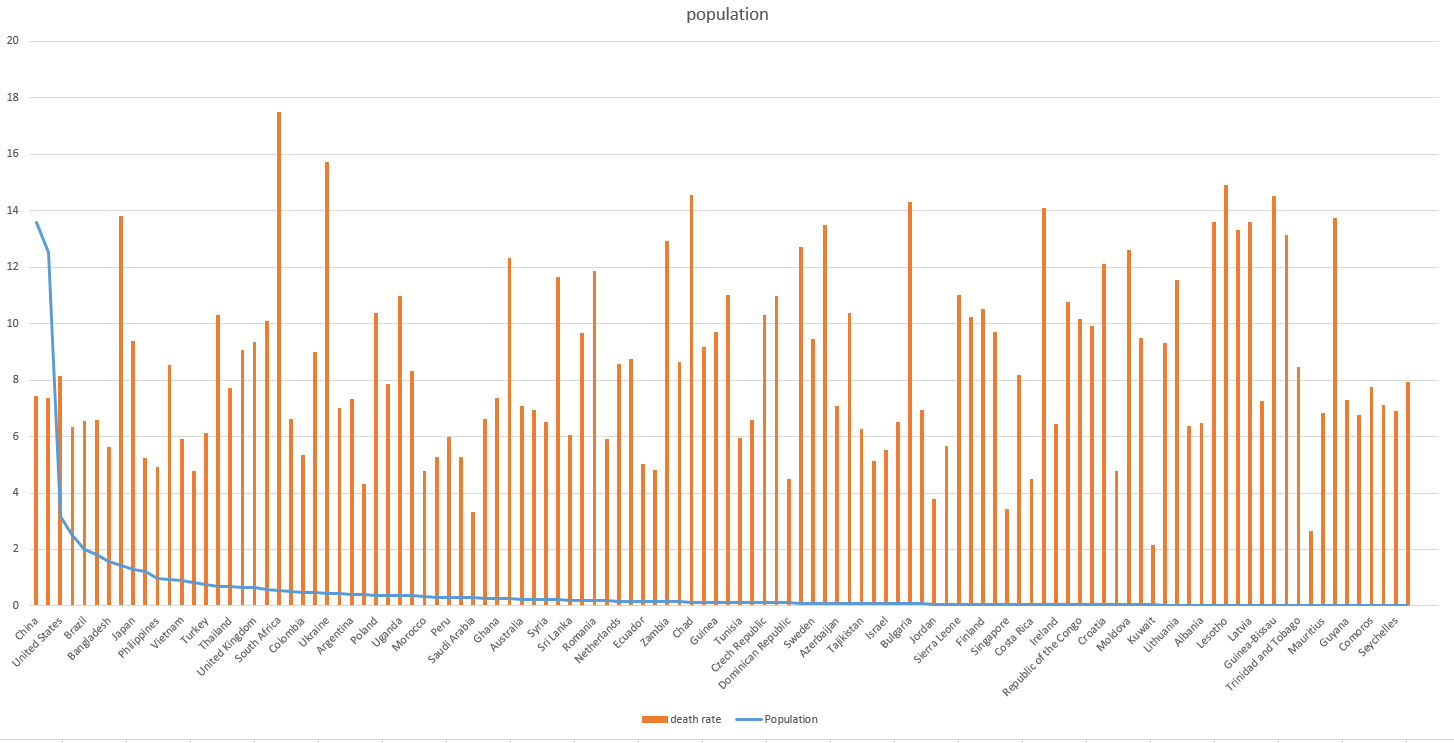 population
20
18
16
14
12
10
8
6
4
2
0
China
United States
Brazil
Bangladesh
Japan
Philippines
Vietnam
Turkey
Thailand
United Kingdom
South Africa
Colombia
Ukraine
Argentina
Poland
Uganda
Morocco
Peru
Saudi Arabia
Ghana
Australia
Syria
Sri Lanka
Romania
Netherlands
Ecuador
Zambia
Chad
Guinea
Tunisia
Czech Republic
Dominican Republic
Sweden
Azerbaijan
Tajikistan
Israel
Bulgaria
Jordan
Sierra Leone
Finland
Singapore
Costa Rica
Ireland
Republic of the Congo
Croatia
Moldova
Kuwait
Lithuania
Albania
Lesotho
Latvia
Guinea-Bissau
Trinidad and Tobago
Mauritius
Guyana
Comoros
Seychelles
death rate
Population